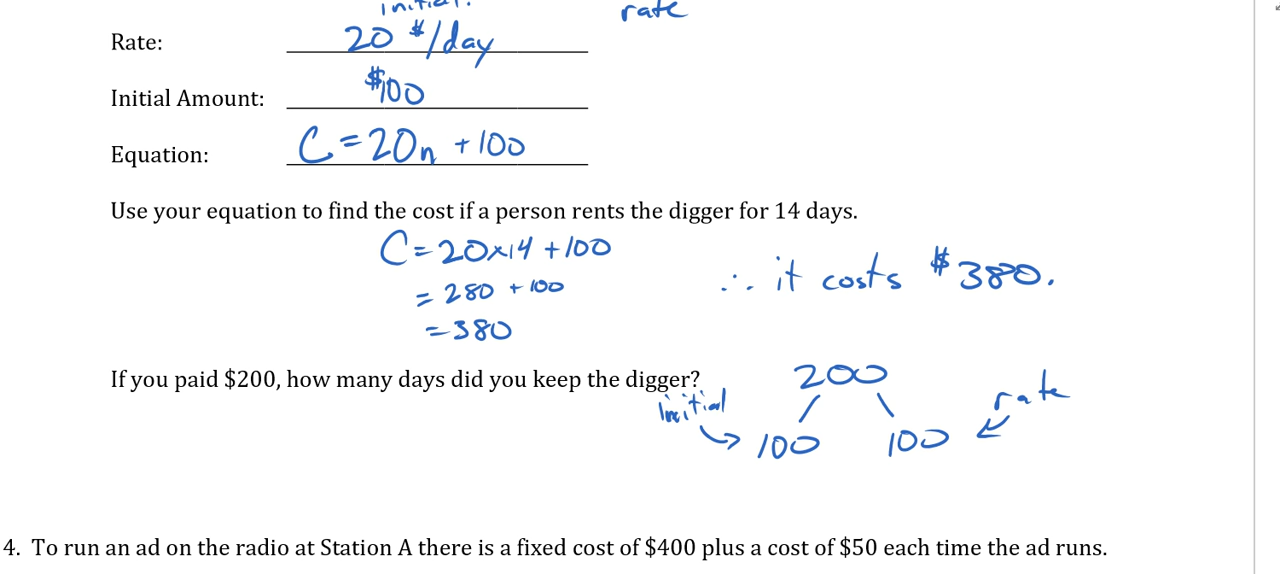 initial.
rate
Rate: 20 $/day
Initial Amount: $100
Equation: C = 20n + 100
Use your equation to find the cost if a person rents the digger for 14 days.
C = 20×14 + 100
= 280 + 100
= 380
∴ it costs $380.
If you paid $200, how many days did you keep the digger?
200
initial
rate
100
100
4. To run an ad on the radio at Station A there is a fixed cost of $400 plus a cost of $50 each time the ad runs.